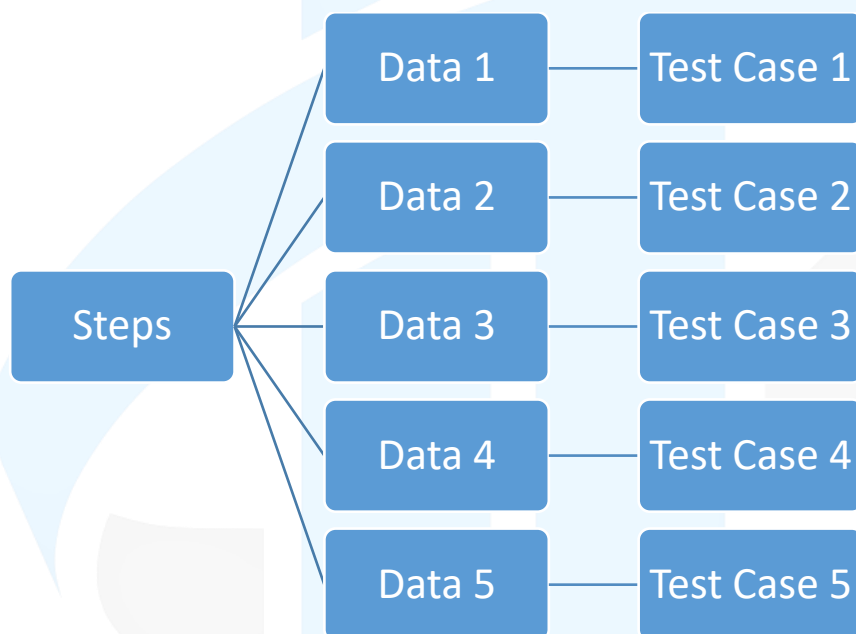 Steps
Data 1
Test Case 1
Data 2
Test Case 2
Data 3
Test Case 3
Data 4
Test Case 4
Data 5
Test Case 5